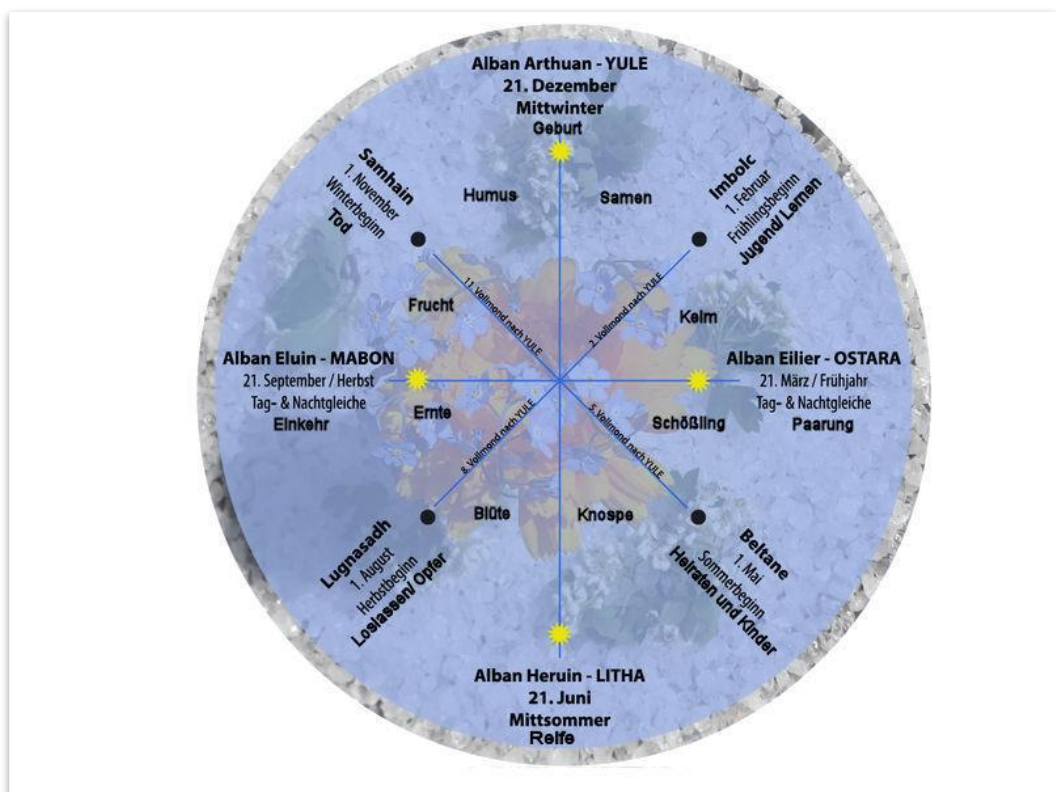 Alban Arthuan - YULE
21. Dezember
Mittwinter
Geburt
Samhain
1. November
Winterbeginn
Tod
Humus
Samen
Imbolc
1. Februar
Frühlingsbeginn
Jugend/ Lernen
11. Vollmond nach YULE
2. Vollmond nach YULE
Frucht
Keim
Alban Eluin - MABON
21. September / Herbst
Tag- & Nachtgleiche
Einkehr
Alban Eilier - OSTARA
21. März / Frühjahr
Tag- & Nachtgleiche
Paarung
Ernte
Schößling
8. Vollmond nach YULE
5. Vollmond nach YULE
Blüte
Knospe
Lugnasadh
1. August
Herbstbeginn
Loslassen/ Opfer
Beltane
1. Mai
Sommerbeginn
Heiraten und Kinder
Alban Heruin - LITHA
21. Juni
Mittsommer
Reife